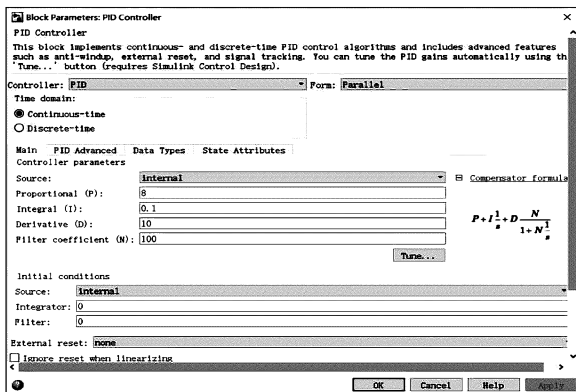 Block Parameters: PID Controller
PID Controller
This block implements continuous- and discrete-time PID control algorithms and includes advanced features
such as anti-windup, external reset, and signal tracking. You can tune the PID gains automatically using th
'Tune...' button (requires Simulink Control Design).
Controller: PID Form: Parallel
Time domain:
Continuous-time
Discrete-time
Main PID Advanced Data Types State Attributes
Controller parameters
Source: internal Compensator formula
Proportional (P): 8
Integral (I): 0.1
Derivative (D): 10
Filter coefficient (N): 100
P + I 1/s + D N/(1 + N 1/s)
Tune...
Initial conditions
Source: internal
Integrator: 0
Filter: 0
External reset: none
Ignore reset when linearizing
OK Cancel Help Apply